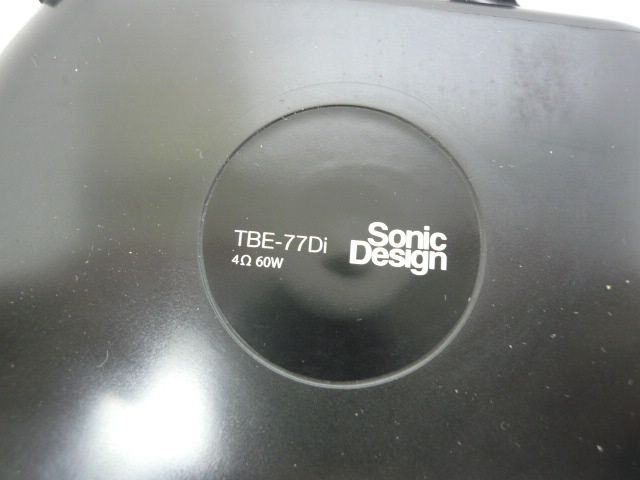 TBE-77Di
4Ω 60W
Sonic
Design